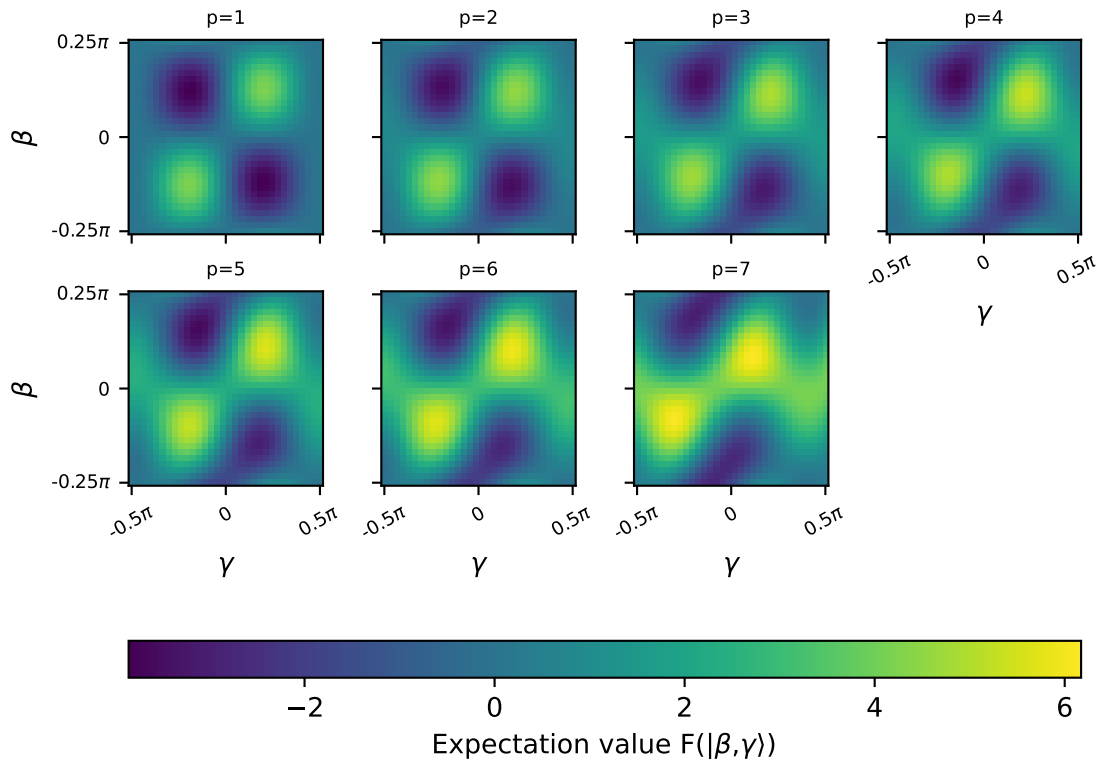 p=1 p=2 p=3 p=4
0.25π
β 0
-0.25π
-0.5π 0 0.5π
γ
p=5 p=6 p=7
0.25π
β 0
-0.25π
-0.5π 0 0.5π -0.5π 0 0.5π -0.5π 0 0.5π
γ γ γ
−2 0 2 4 6
Expectation value F(|β,γ⟩)